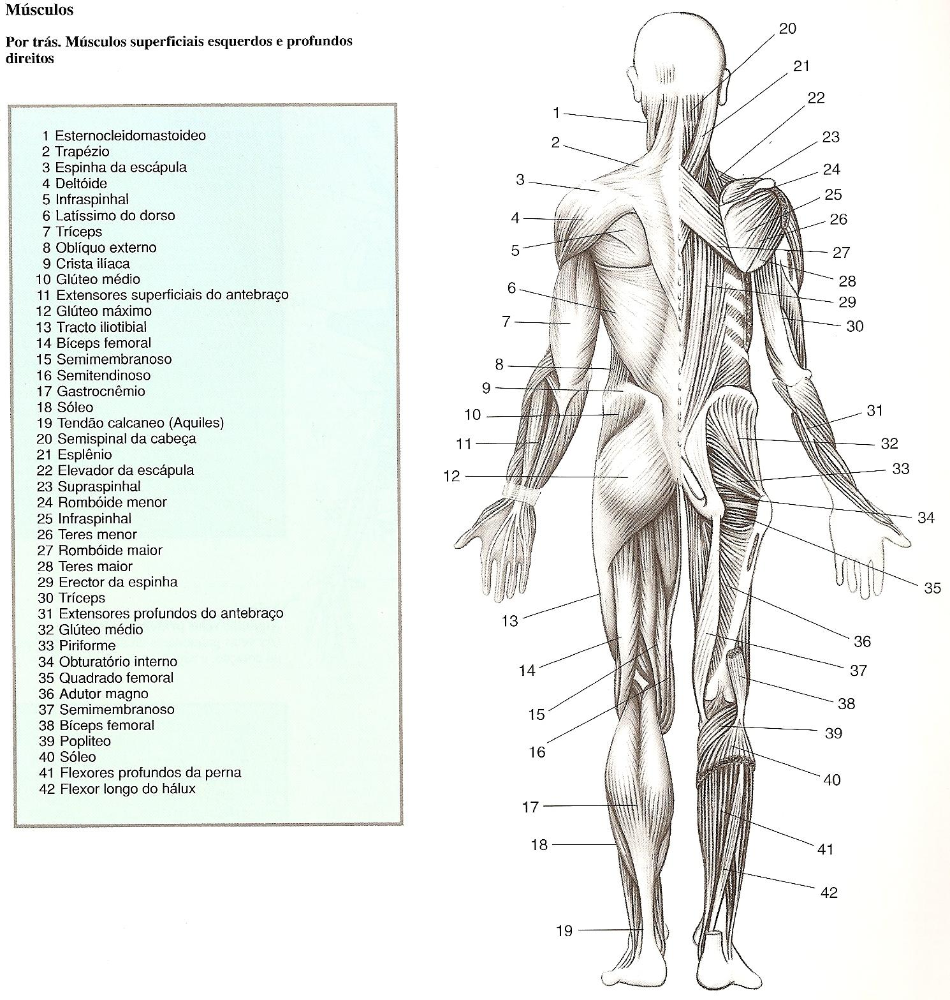 Músculos
Por trás. Músculos superficiais esquerdos e profundos
direitos
1 Esternocleidomastoideo
2 Trapézio
3 Espinha da escápula
4 Deltóide
5 Infraspinhal
6 Latíssimo do dorso
7 Tríceps
8 Oblíquo externo
9 Crista ilíaca
10 Glúteo médio
11 Extensores superficiais do antebraço
12 Glúteo máximo
13 Tracto iliotibial
14 Bíceps femoral
15 Semimembranoso
16 Semitendinoso
17 Gastrocnêmio
18 Sóleo
19 Tendão calcaneo (Aquiles)
20 Semispinal da cabeça
21 Esplênio
22 Elevador da escápula
23 Supraspinhal
24 Rombóide menor
25 Infraspinhal
26 Teres menor
27 Rombóide maior
28 Teres maior
29 Erector da espinha
30 Tríceps
31 Extensores profundos do antebraço
32 Glúteo médio
33 Piriforme
34 Obturatório interno
35 Quadrado femoral
36 Adutor magno
37 Semimembranoso
38 Bíceps femoral
39 Popliteo
40 Sóleo
41 Flexores profundos da perna
42 Flexor longo do hálux
1
2
3
4
5
6
7
8
9
10
11
12
13
14
15
16
17
18
19
20
21
22
23
24
25
26
27
28
29
30
31
32
33
34
35
36
37
38
39
40
41
42